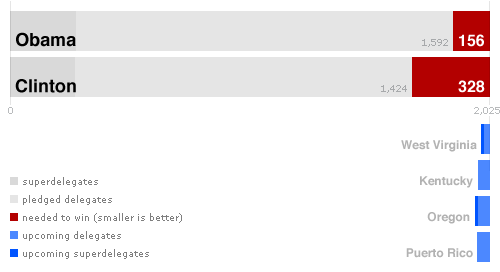 Obama 1,592 156
Clinton 1,424 328
0 2,025
West Virginia
superdelegates Kentucky
pledged delegates
needed to win (smaller is better) Oregon
upcoming delegates
upcoming superdelegates Puerto Rico